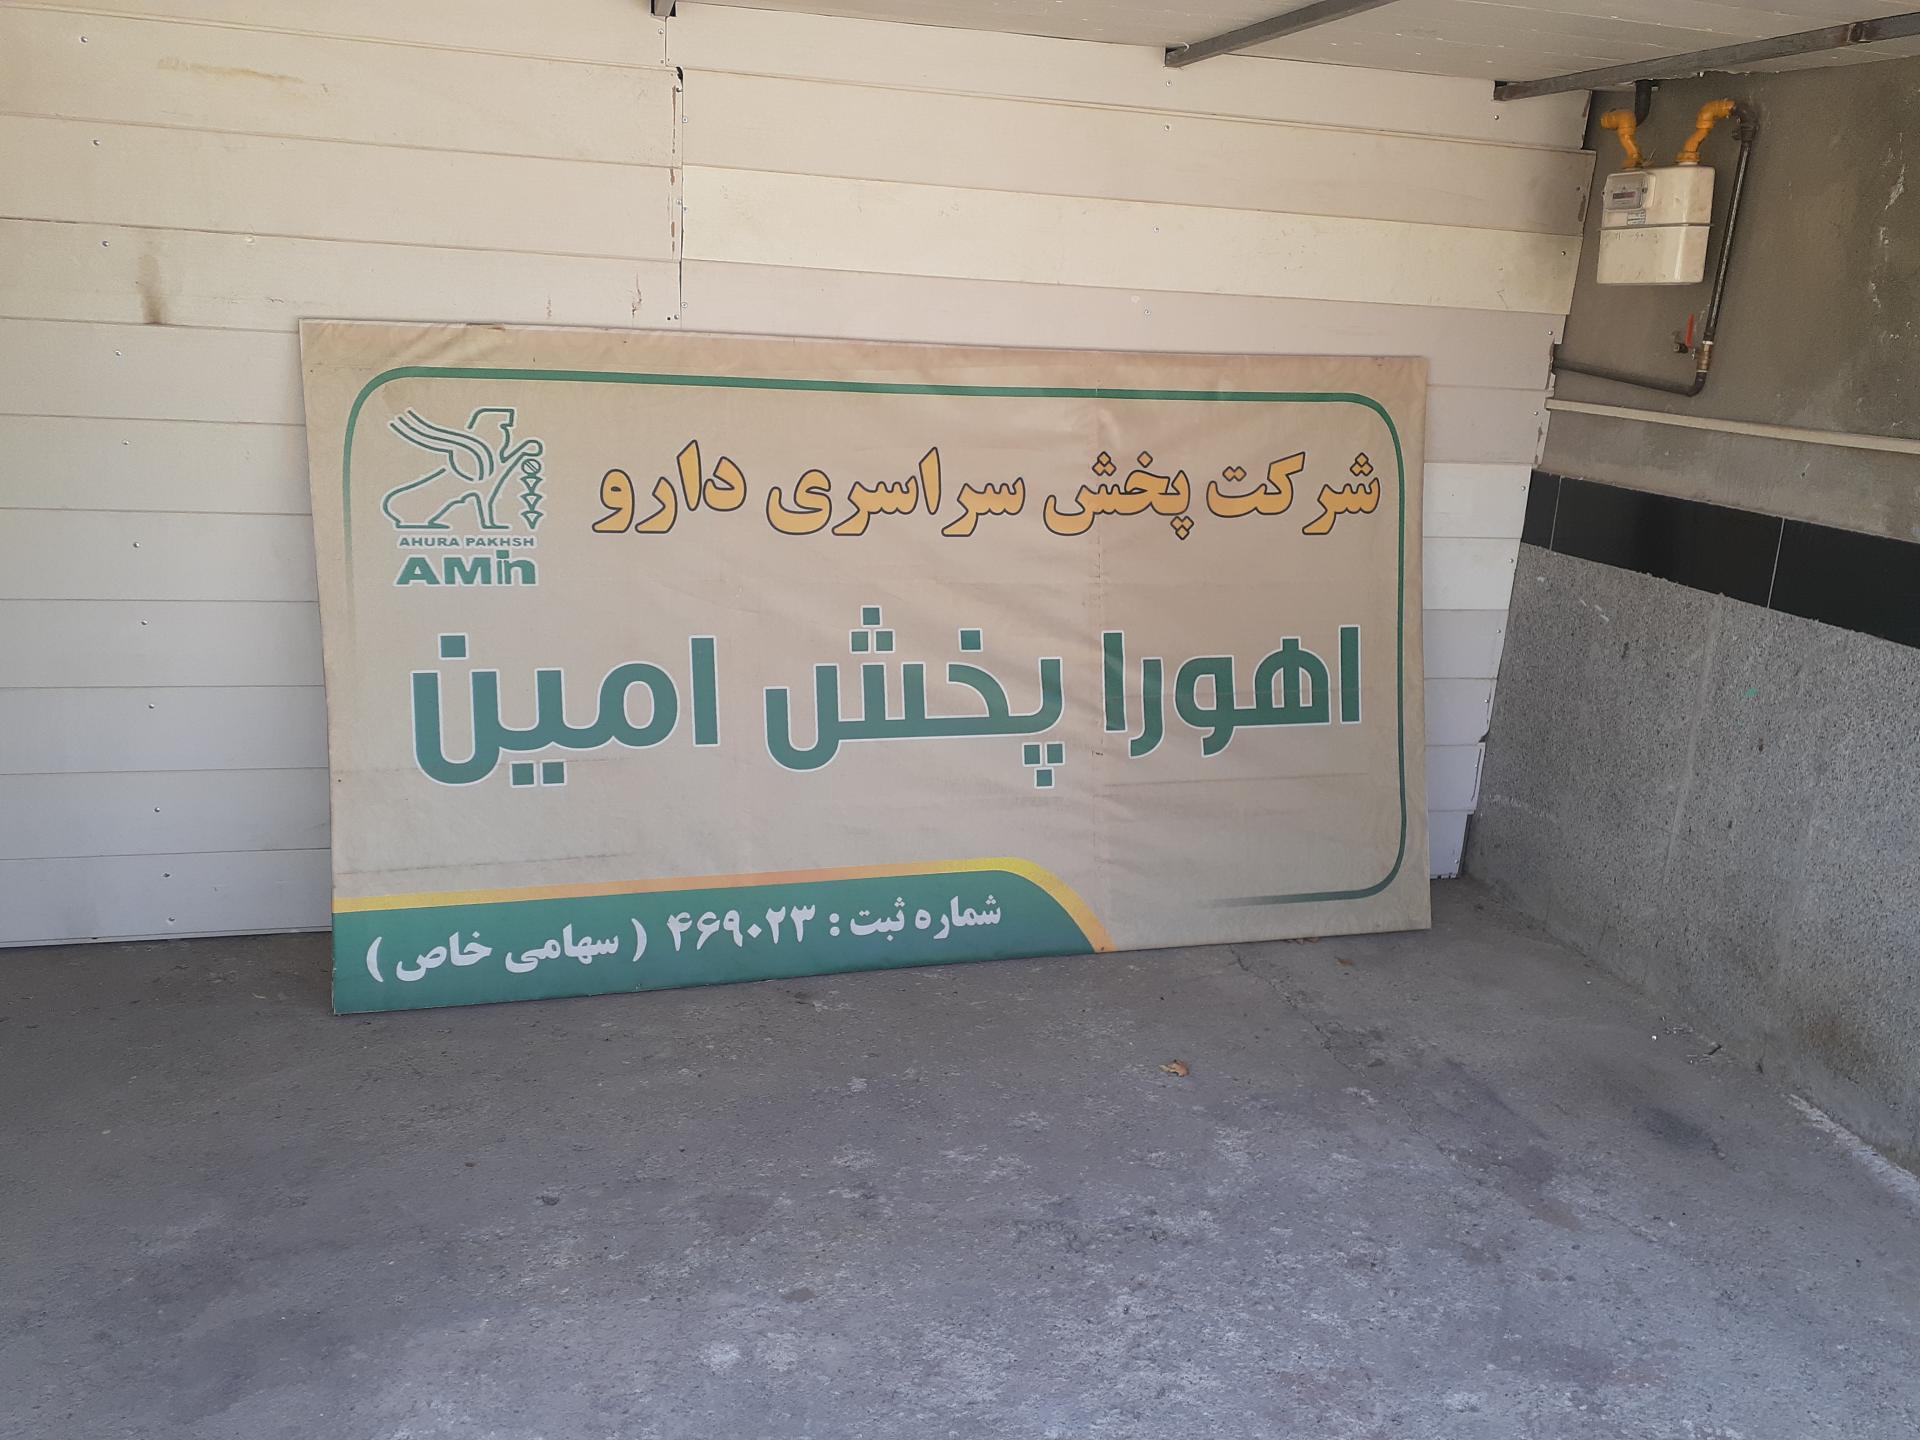 شرکت پخش سراسری دارو
AHURA PAKHSH
AMin
اهورا پخش امین
شماره ثبت : ۴۶۹۰۲۳ ( سهامی خاص )